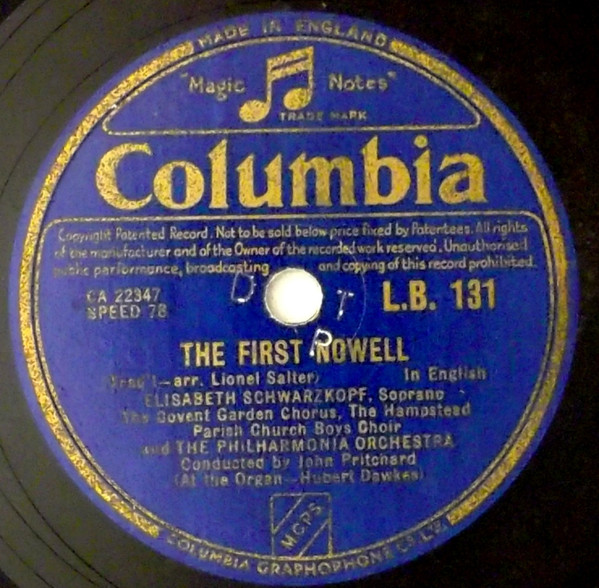 MADE IN ENGLAND
"Magic Notes"
TRADE MARK
Columbia
Copyright Patented Record. Not to be sold below price fixed by Patentees. All rights
of the manufacturer and of the Owner of the recorded work reserved. Unauthorised
public performance, broadcasting and copying of this record prohibited.
CA 22347
SPEED 78
L.B. 131
THE FIRST NOWELL
(Trad'l—arr. Lionel Salter) In English
ELISABETH SCHWARZKOPF, Soprano
The Covent Garden Chorus, The Hampstead
Parish Church Boys Choir
and THE PHILHARMONIA ORCHESTRA
Conducted by John Pritchard
(At the Organ—Hubert Dawkes)
MCPS
COLUMBIA GRAPHOPHONE CO. LTD.